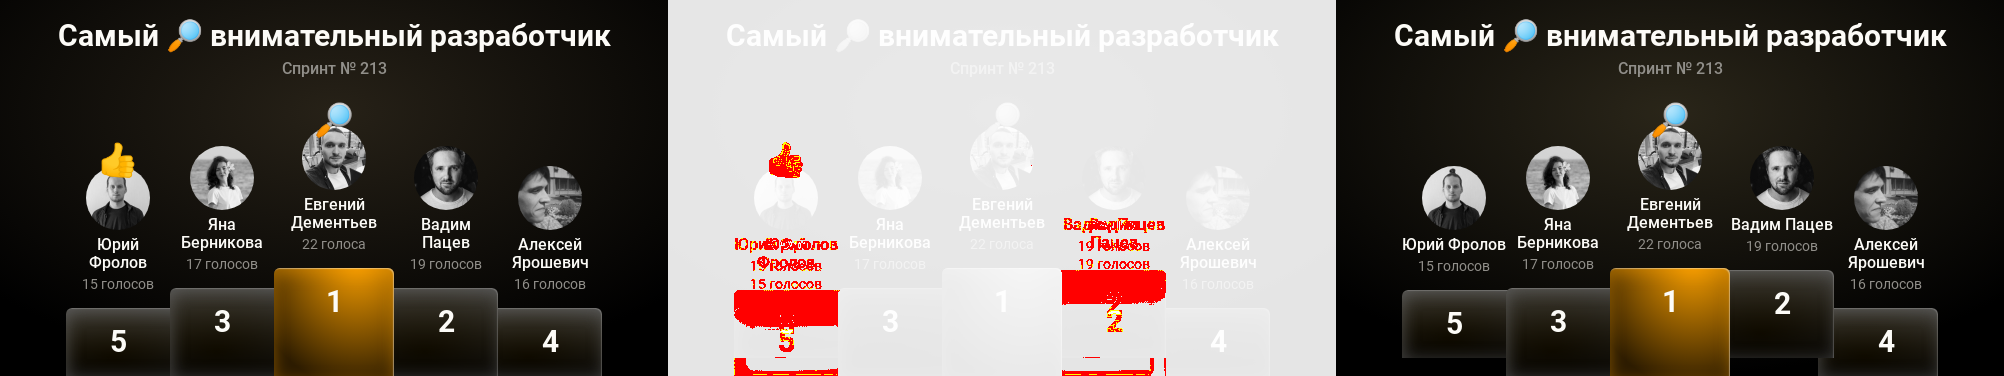 Самый 🔎 внимательный разработчик
Спринт № 213
Юрий
Фролов
15 голосов
5
Яна
Берникова
17 голосов
3
Евгений
Дементьев
22 голоса
1
Вадим
Пацев
19 голосов
2
Алексей
Ярошевич
16 голосов
4
Самый 🔎 внимательный разработчик
Спринт № 213
15 голосов
5
Яна
Берникова
17 голосов
3
Евгений
Дементьев
22 голоса
1
19 голосов
19 голосов
2
Алексей
Ярошевич
16 голосов
4
Самый 🔎 внимательный разработчик
Спринт № 213
Юрий Фролов
15 голосов
5
Яна
Берникова
17 голосов
3
Евгений
Дементьев
22 голоса
1
Вадим Пацев
19 голосов
2
Алексей
Ярошевич
16 голосов
4